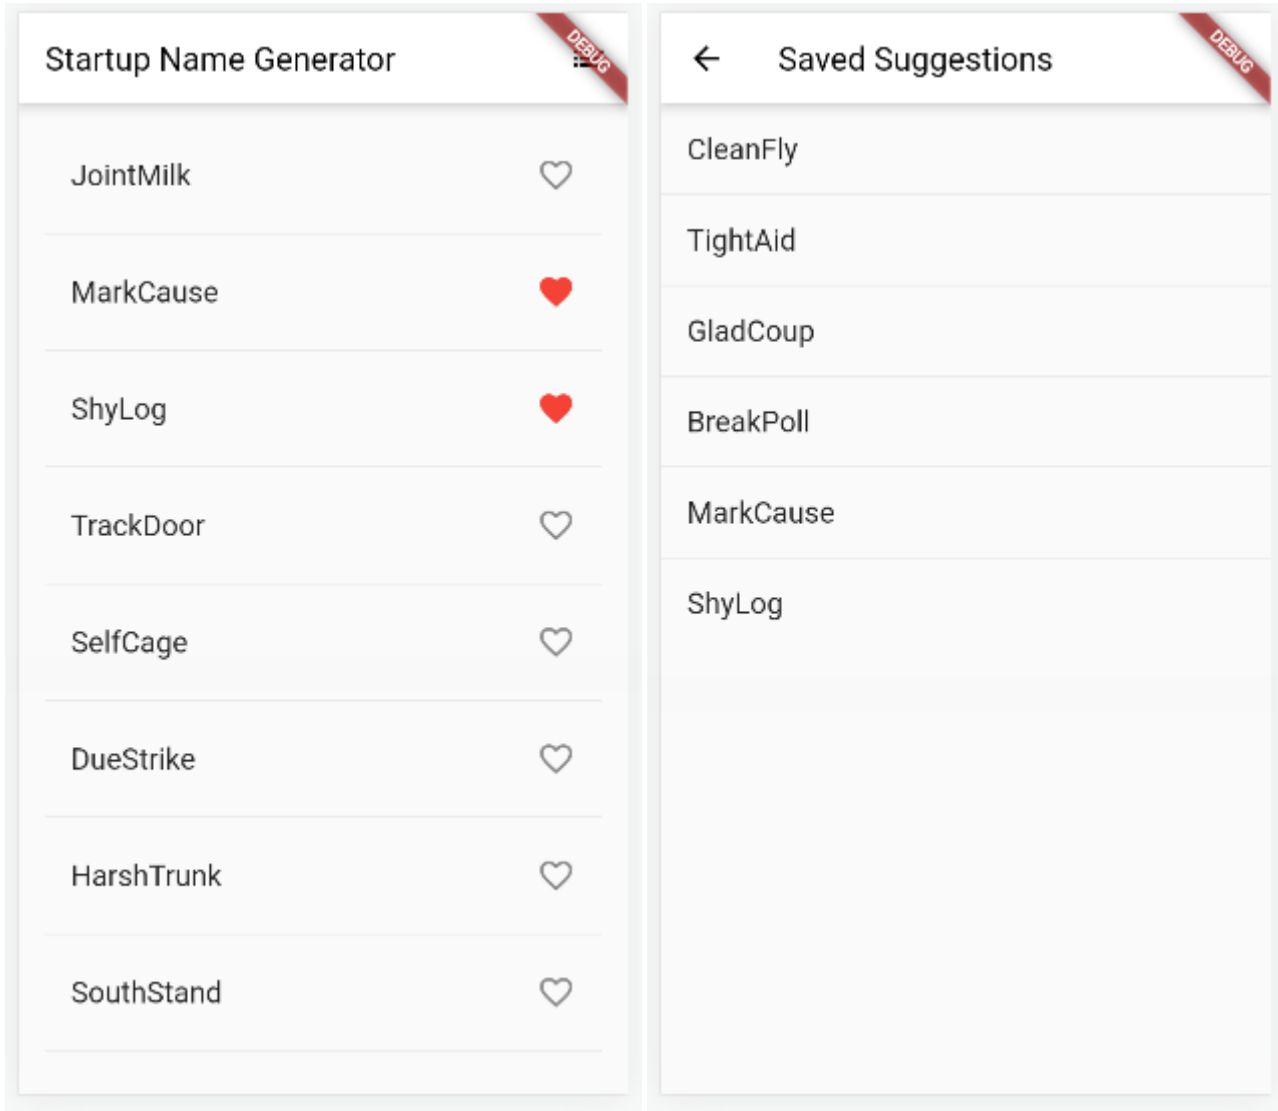 Startup Name Generator
DEBUG
JointMilk
MarkCause
ShyLog
TrackDoor
SelfCage
DueStrike
HarshTrunk
SouthStand
Saved Suggestions
DEBUG
CleanFly
TightAid
GladCoup
BreakPoll
MarkCause
ShyLog